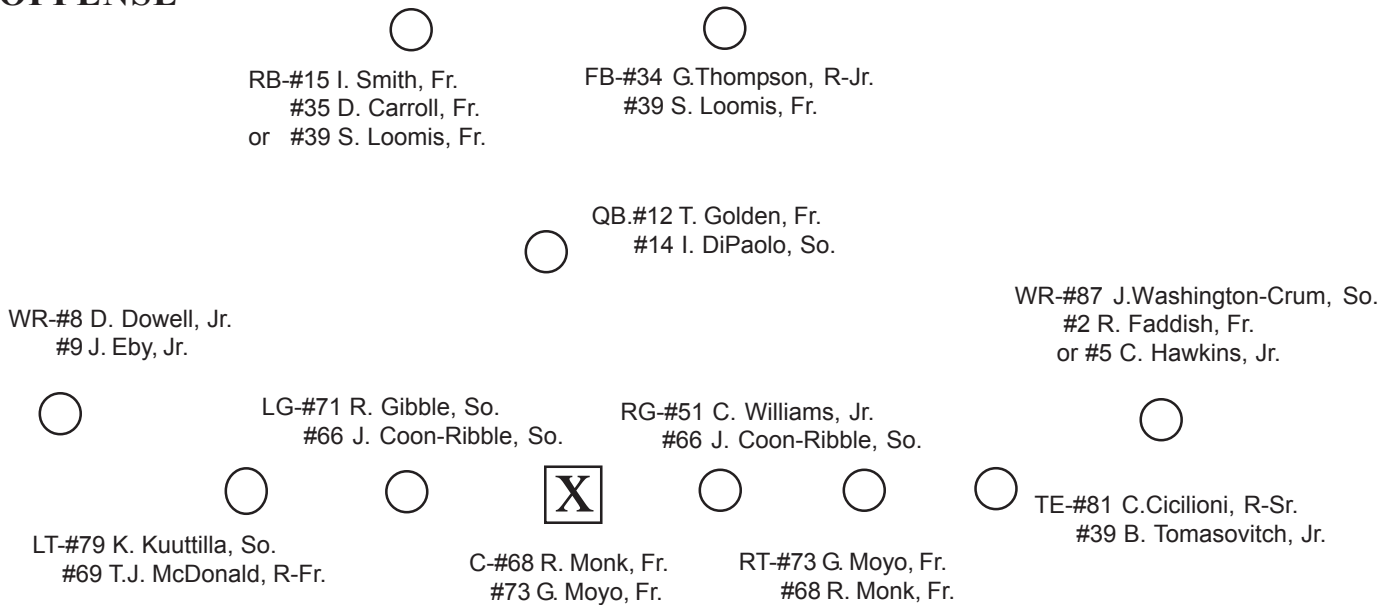 OFFENSE
RB-#15 I. Smith, Fr.
#35 D. Carroll, Fr.
or #39 S. Loomis, Fr.
FB-#34 G.Thompson, R-Jr.
#39 S. Loomis, Fr.
QB.#12 T. Golden, Fr.
#14 I. DiPaolo, So.
WR-#8 D. Dowell, Jr.
#9 J. Eby, Jr.
WR-#87 J.Washington-Crum, So.
#2 R. Faddish, Fr.
or #5 C. Hawkins, Jr.
LG-#71 R. Gibble, So.
#66 J. Coon-Ribble, So.
RG-#51 C. Williams, Jr.
#66 J. Coon-Ribble, So.
X
TE-#81 C.Cicilioni, R-Sr.
#39 B. Tomasovitch, Jr.
LT-#79 K. Kuuttilla, So.
#69 T.J. McDonald, R-Fr.
C-#68 R. Monk, Fr.
#73 G. Moyo, Fr.
RT-#73 G. Moyo, Fr.
#68 R. Monk, Fr.